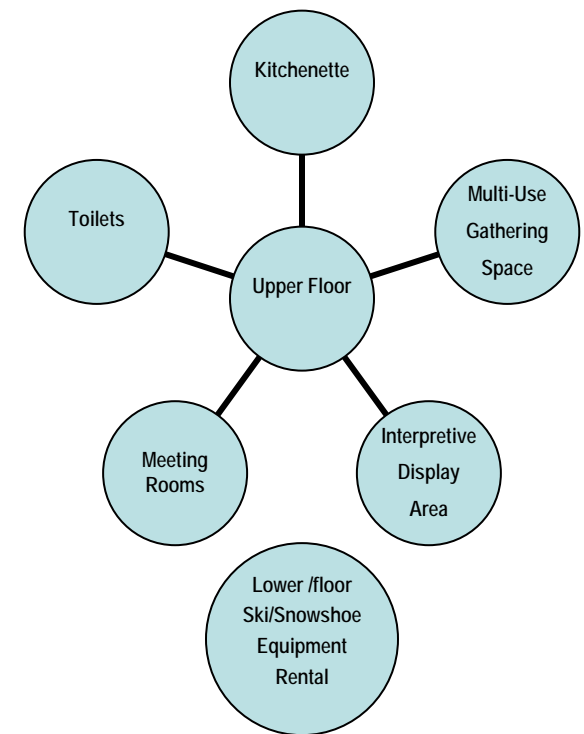 Kitchenette
Toilets
Multi-Use
Gathering
Space
Upper Floor
Meeting
Rooms
Interpretive
Display
Area
Lower /floor
Ski/Snowshoe
Equipment
Rental